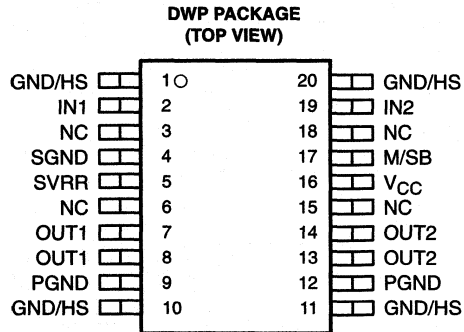 DWP PACKAGE
(TOP VIEW)
GND/HS 1 20 GND/HS
IN1 2 19 IN2
NC 3 18 NC
SGND 4 17 M/SB
SVRR 5 16 VCC
NC 6 15 NC
OUT1 7 14 OUT2
OUT1 8 13 OUT2
PGND 9 12 PGND
GND/HS 10 11 GND/HS